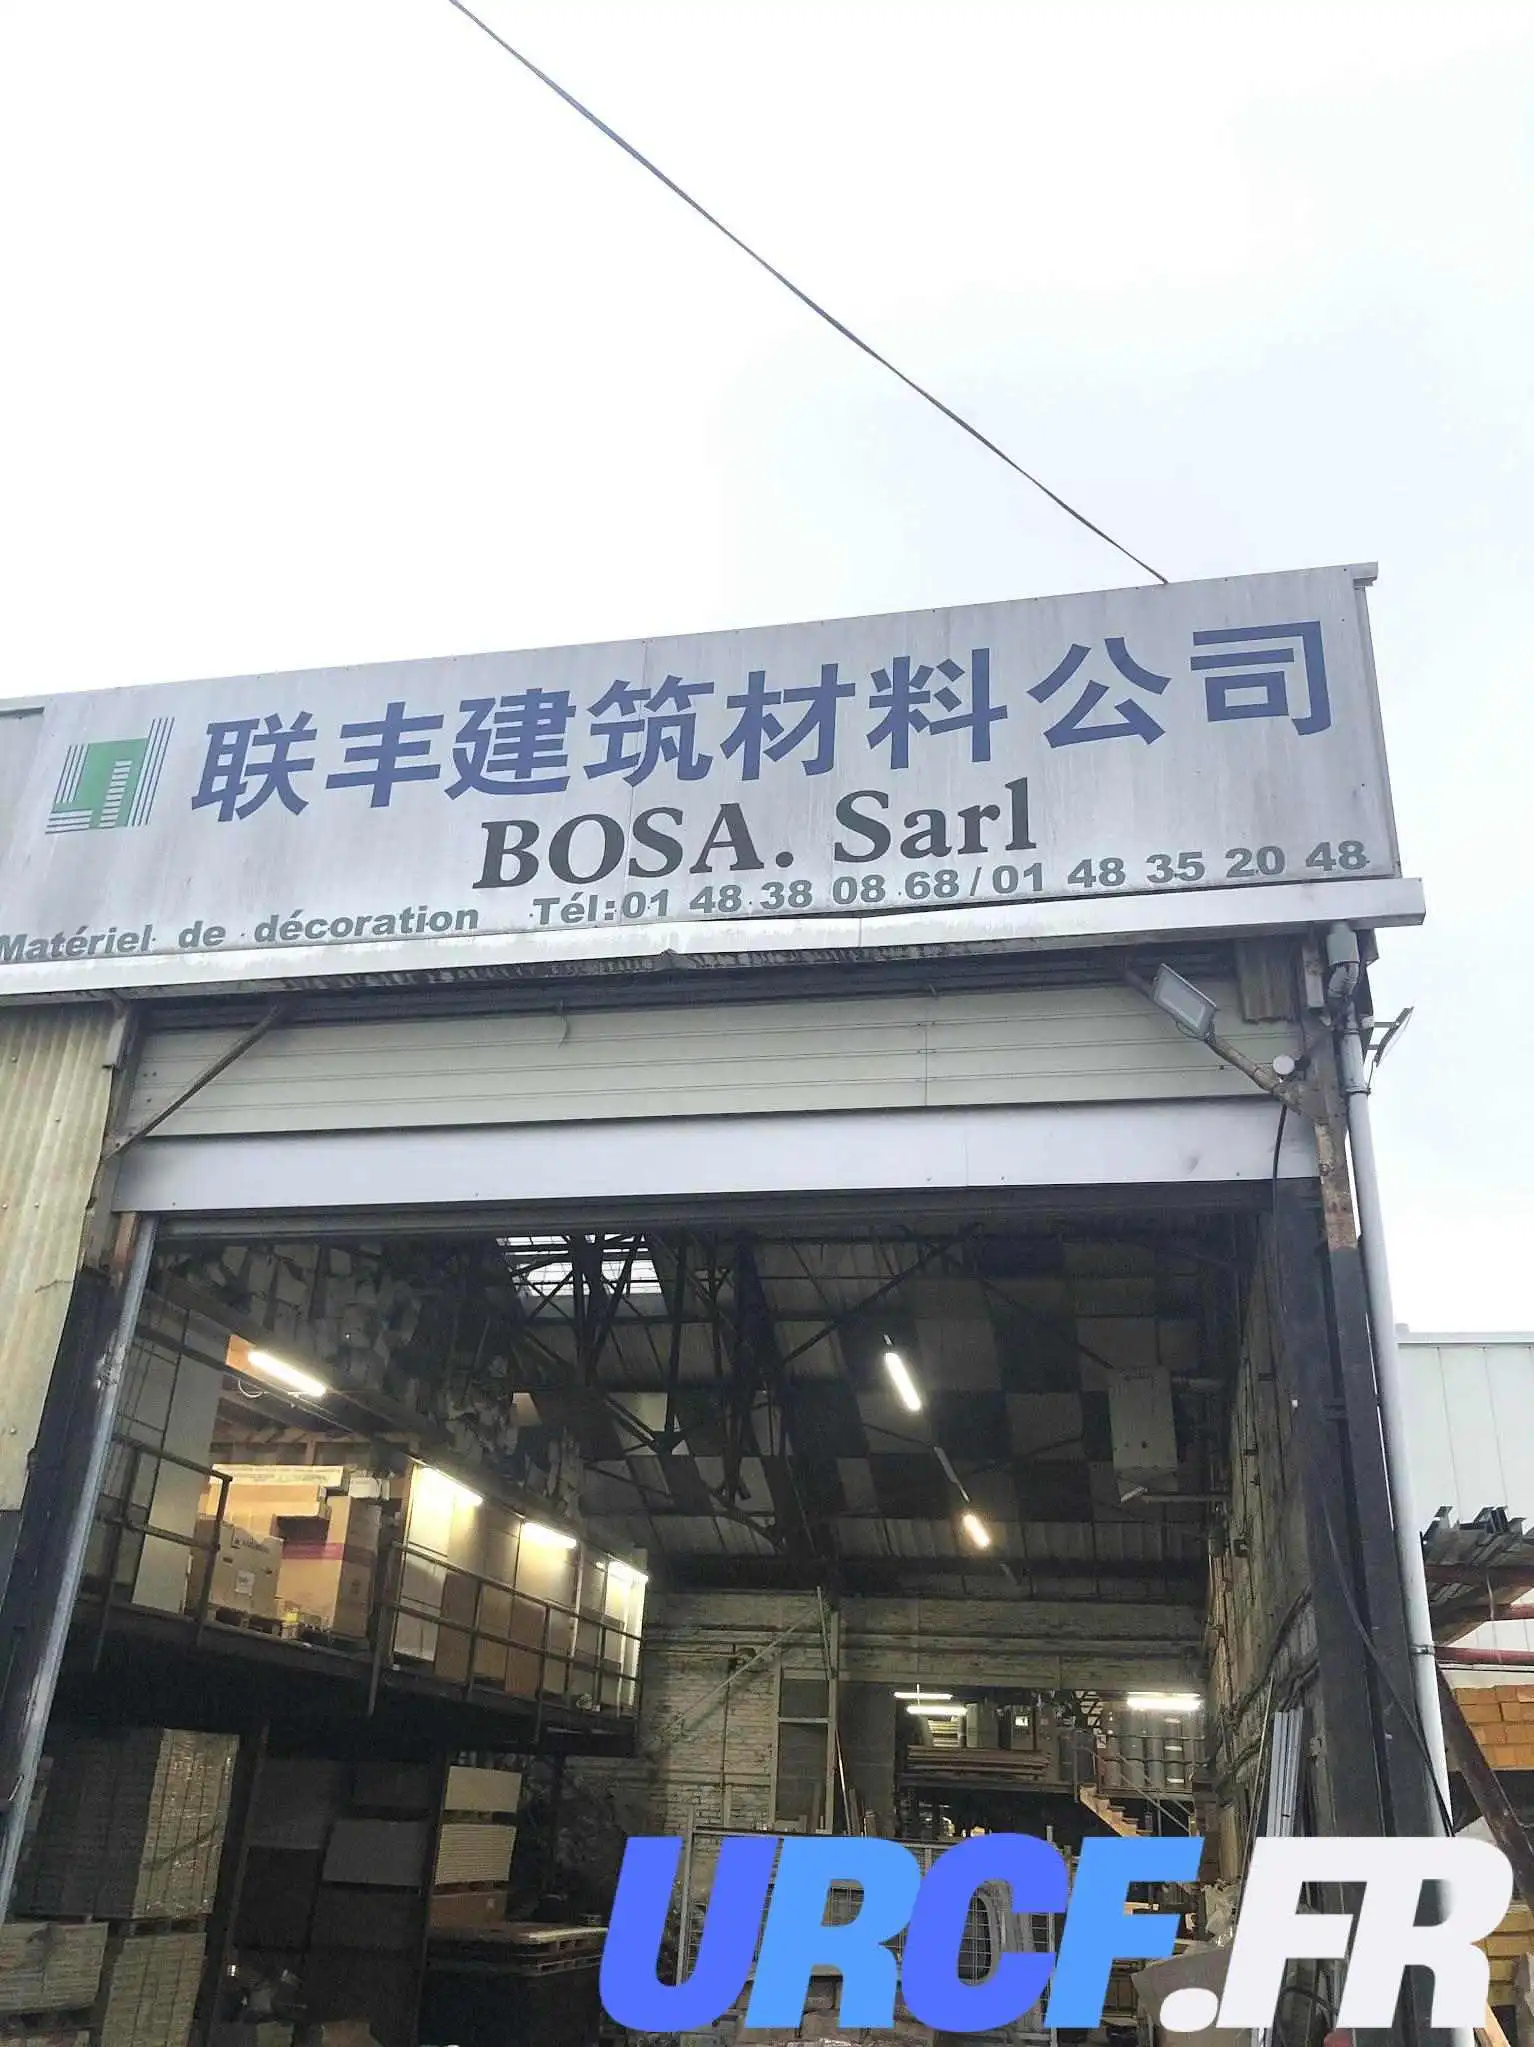 联丰建筑材料公司
BOSA. Sarl
Matériel de décoration Tél:01 48 38 08 68/01 48 35 20 48
URCF.FR